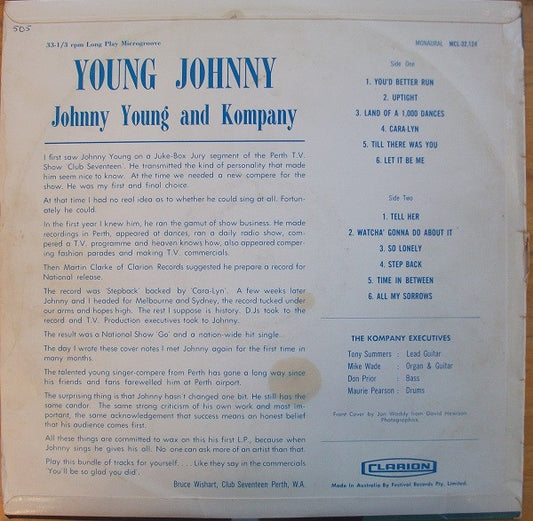 5D5
33-1/3 rpm Long Play Microgroove
MONAURAL MCL-32,124
YOUNG JOHNNY
Johnny Young and Kompany
I first saw Johnny Young on a Juke-Box Jury segment of the Perth T.V.
Show 'Club Seventeen'. He transmitted the kind of personality that made
him seem nice to know. At the time we needed a new compere for the
show. He was my first and final choice.
At that time I had no real idea as to whether he could sing at all. Fortun-
ately he could.
In the first year I knew him, he ran the gamut of show business. He made
recordings in Perth, appeared at dances, ran a daily radio show, com-
pered a T.V. programme and heaven knows how, also appeared comper-
ing fashion parades and making T.V. commercials.
Then Martin Clarke of Clarion Records suggested he prepare a record for
National release.
The record was 'Stepback' backed by 'Cara-Lyn'. A few weeks later
Johnny and I headed for Melbourne and Sydney, the record tucked under
our arms and hopes high. The rest I suppose is history. DJs took to the
record and T.V. Production executives took to Johnny.
The result was a National Show 'Go' and a nation-wide hit single . .
The day I wrote these cover notes I met Johnny again for the first time in
many months.
The talented young singer-compere from Perth has gone a long way since
his friends and fans farewelled him at Perth airport.
The surprising thing is that Johnny hasn't changed one bit. He still has the
same candor. The same strong criticism of his own work and most im-
portant, the same acknowledgement that success means an honest belief
that his audience comes first.
All these things are committed to wax on this his first L.P., because when
Johnny sings he gives his all. No one can ask more of an artist than that.
Play this bundle of tracks for yourself. . . . Like they say in the commercials
'You'll be so glad you did'.
Bruce Wishart, Club Seventeen Perth, W.A.
Side One
1. YOU'D BETTER RUN
2. UPTIGHT
3. LAND OF A 1,000 DANCES
4. CARA-LYN
5. TILL THERE WAS YOU
6. LET IT BE ME
Side Two
1. TELL HER
2. WATCHA' GONNA DO ABOUT IT
3. SO LONELY
4. STEP BACK
5. TIME IN BETWEEN
6. ALL MY SORROWS
THE KOMPANY EXECUTIVES
Tony Summers : Lead Guitar
Mike Wade : Organ & Guitar
Don Prior : Bass
Maurie Pearson : Drums
Front Cover by Jon Waddy from David Hewison
Photographics.
CLARION
Made in Australia By Festival Records Pty. Limited.